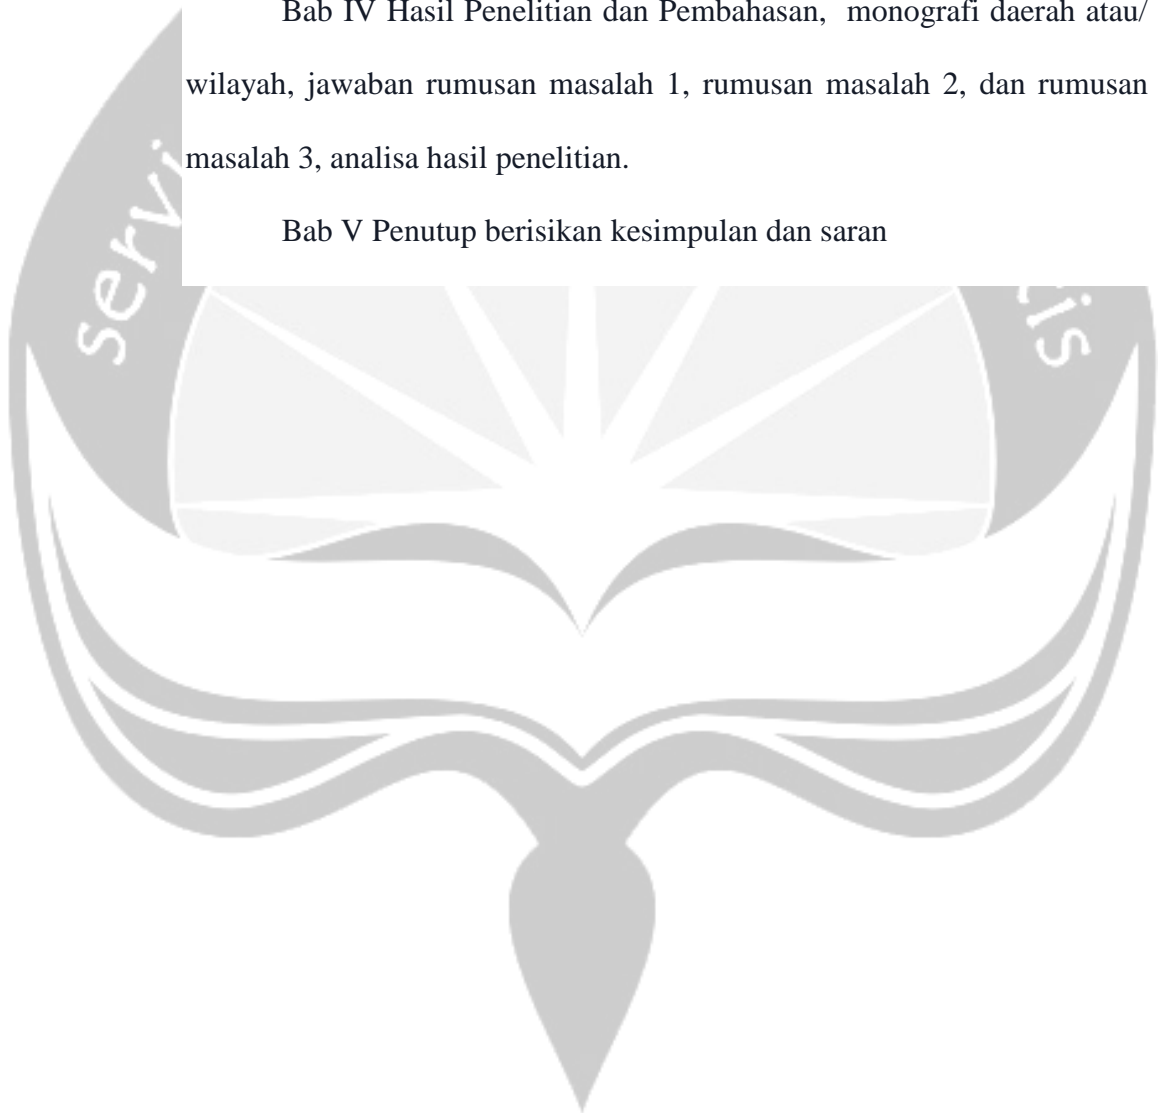 Bab IV Hasil Penelitian dan Pembahasan, monografi daerah atau/
wilayah, jawaban rumusan masalah 1, rumusan masalah 2, dan rumusan
masalah 3, analisa hasil penelitian.
Bab V Penutup berisikan kesimpulan dan saran
servi